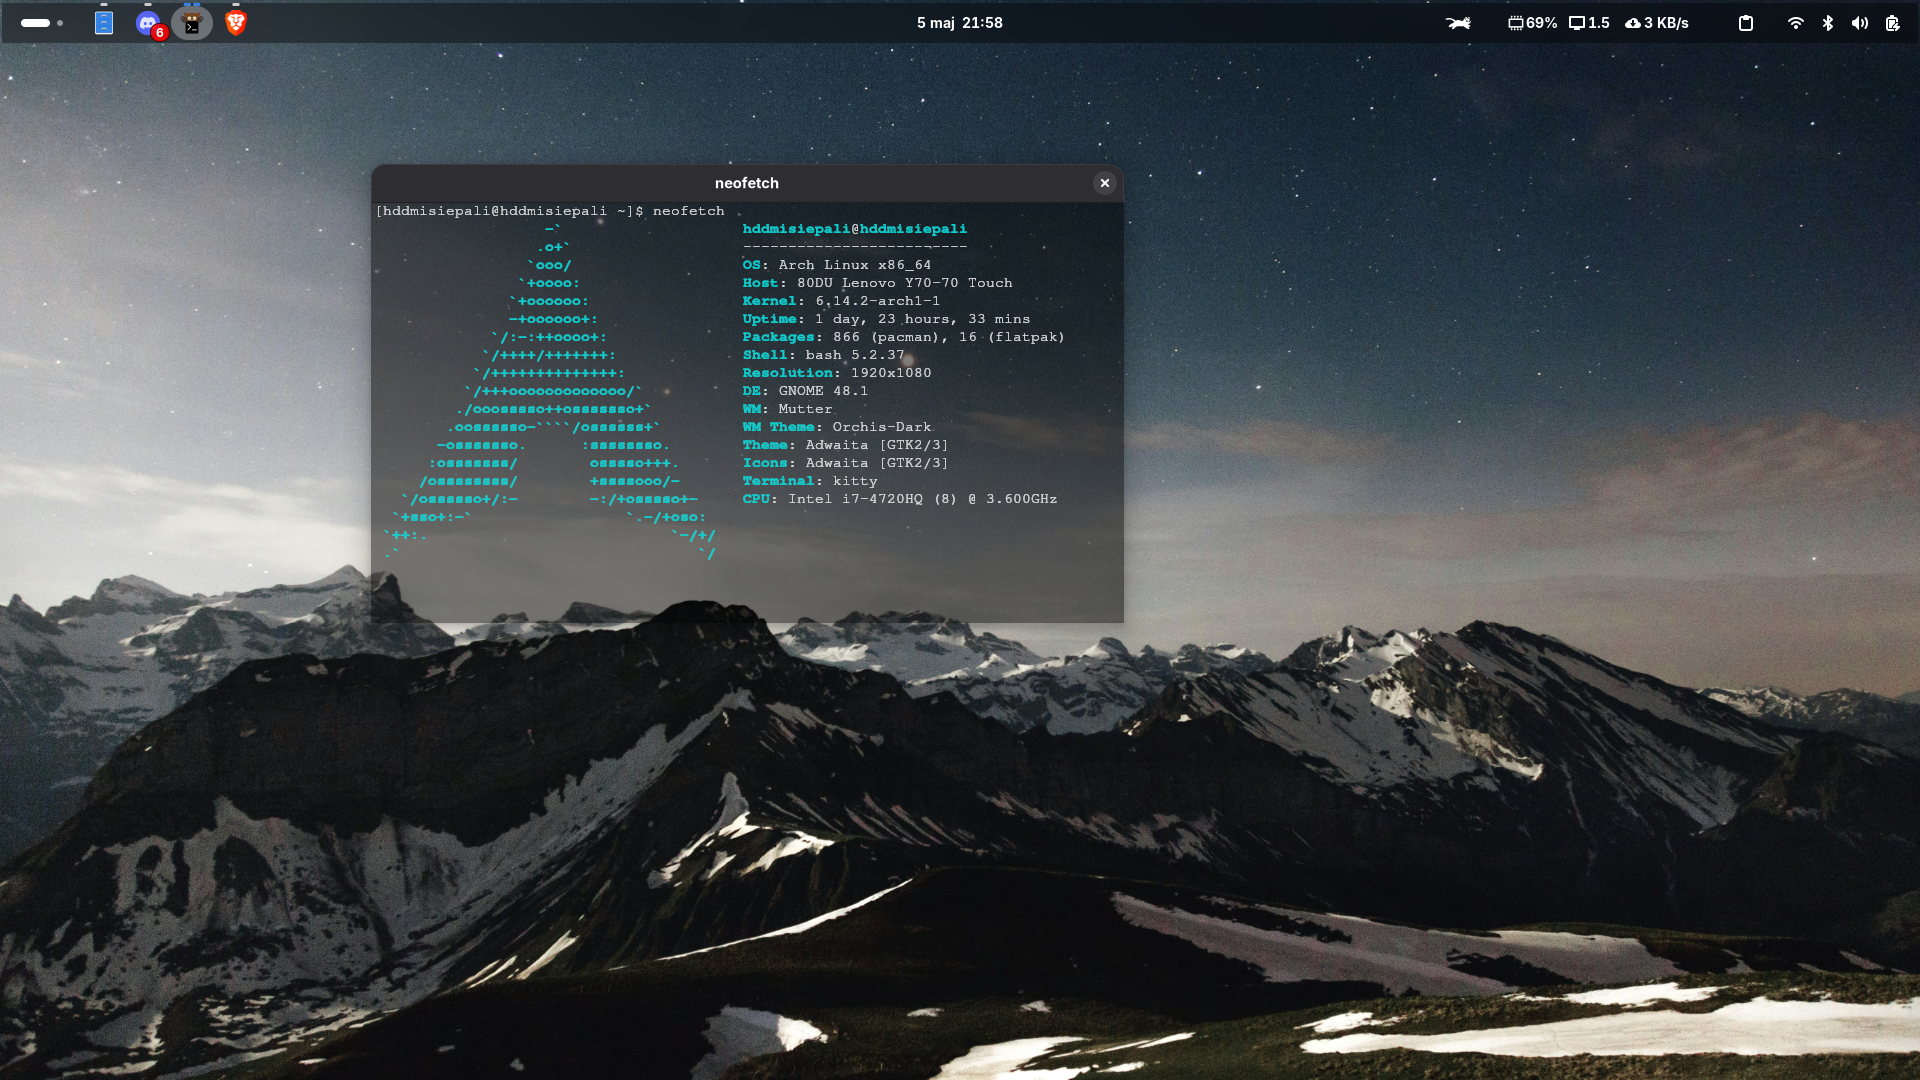 6
5 maj 21:58
69%
1.5
3 KB/s
neofetch
[hddmisiepali@hddmisiepali ~]$ neofetch
                   -`
                  .o+`
                 `ooo/
                `+oooo:
               `+oooooo:
               -+oooooo+:
             `/:-:++oooo+:
            `/++++/+++++++:
           `/++++++++++++++:
          `/+++ooooooooooooo/`
         ./ooosssso++osssssso+`
        .oossssso-````/ossssss+`
       -osssssso.      :ssssssso.
      :osssssss/        osssso+++.
     /ossssssss/        +ssssooo/-
   `/ossssso+/:-        -:/+osssso+-
  `+sso+:-`                 `.-/+oso:
 `++:.                           `-/+/
 .`                                 `/
hddmisiepali@hddmisiepali
-------------------------
OS: Arch Linux x86_64
Host: 80DU Lenovo Y70-70 Touch
Kernel: 6.14.2-arch1-1
Uptime: 1 day, 23 hours, 33 mins
Packages: 866 (pacman), 16 (flatpak)
Shell: bash 5.2.37
Resolution: 1920x1080
DE: GNOME 48.1
WM: Mutter
WM Theme: Orchis-Dark
Theme: Adwaita [GTK2/3]
Icons: Adwaita [GTK2/3]
Terminal: kitty
CPU: Intel i7-4720HQ (8) @ 3.600GHz